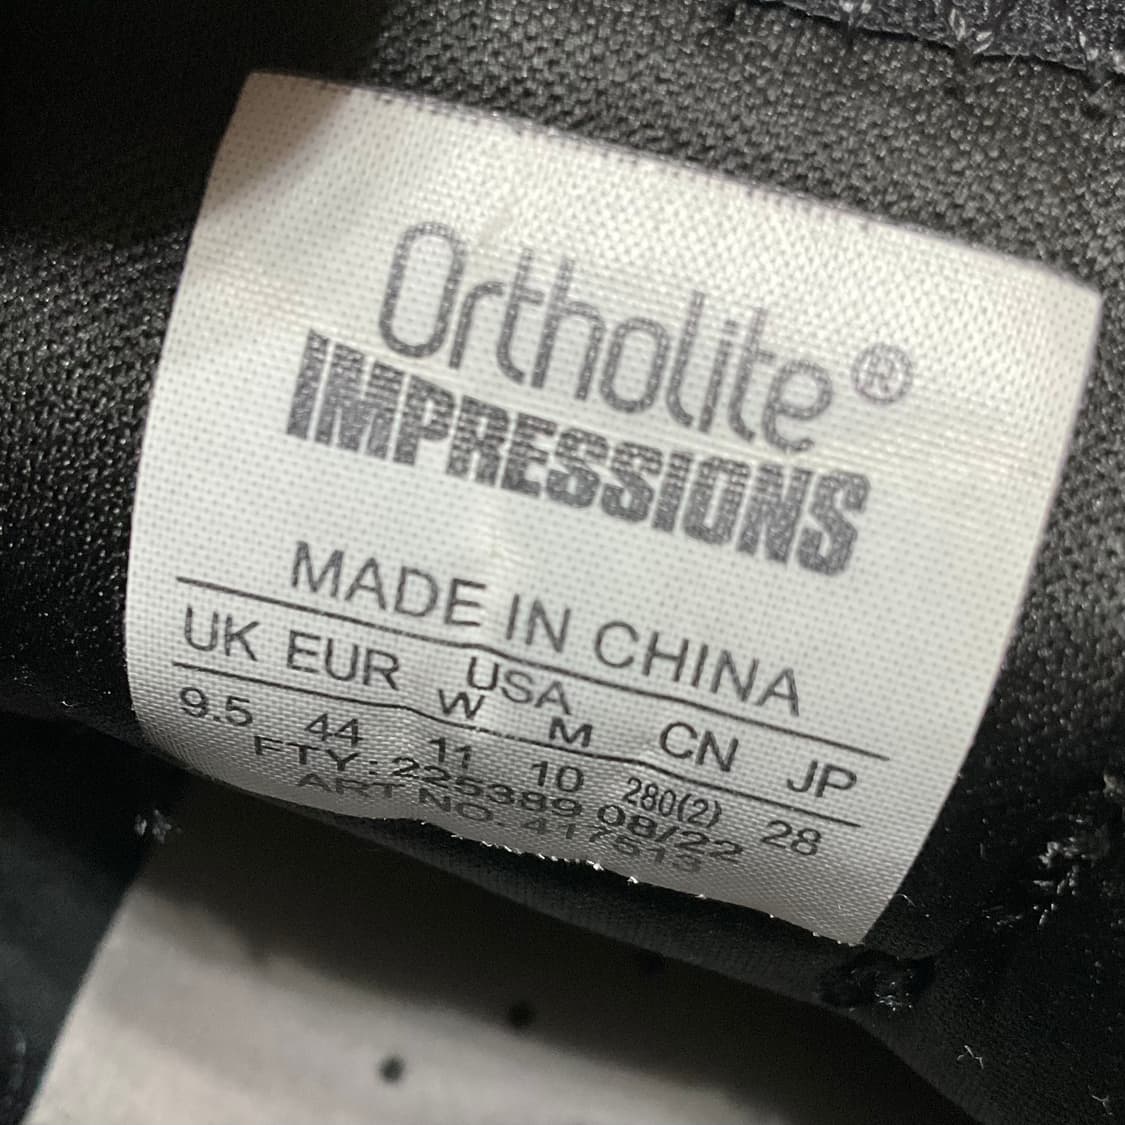 Ortholite®
IMPRESSIONS
MADE IN CHINA
UK EUR USA CN JP
W M
9.5 44 11 10 280(2) 28
FTY: 225389 08/22
ART NO. 417513